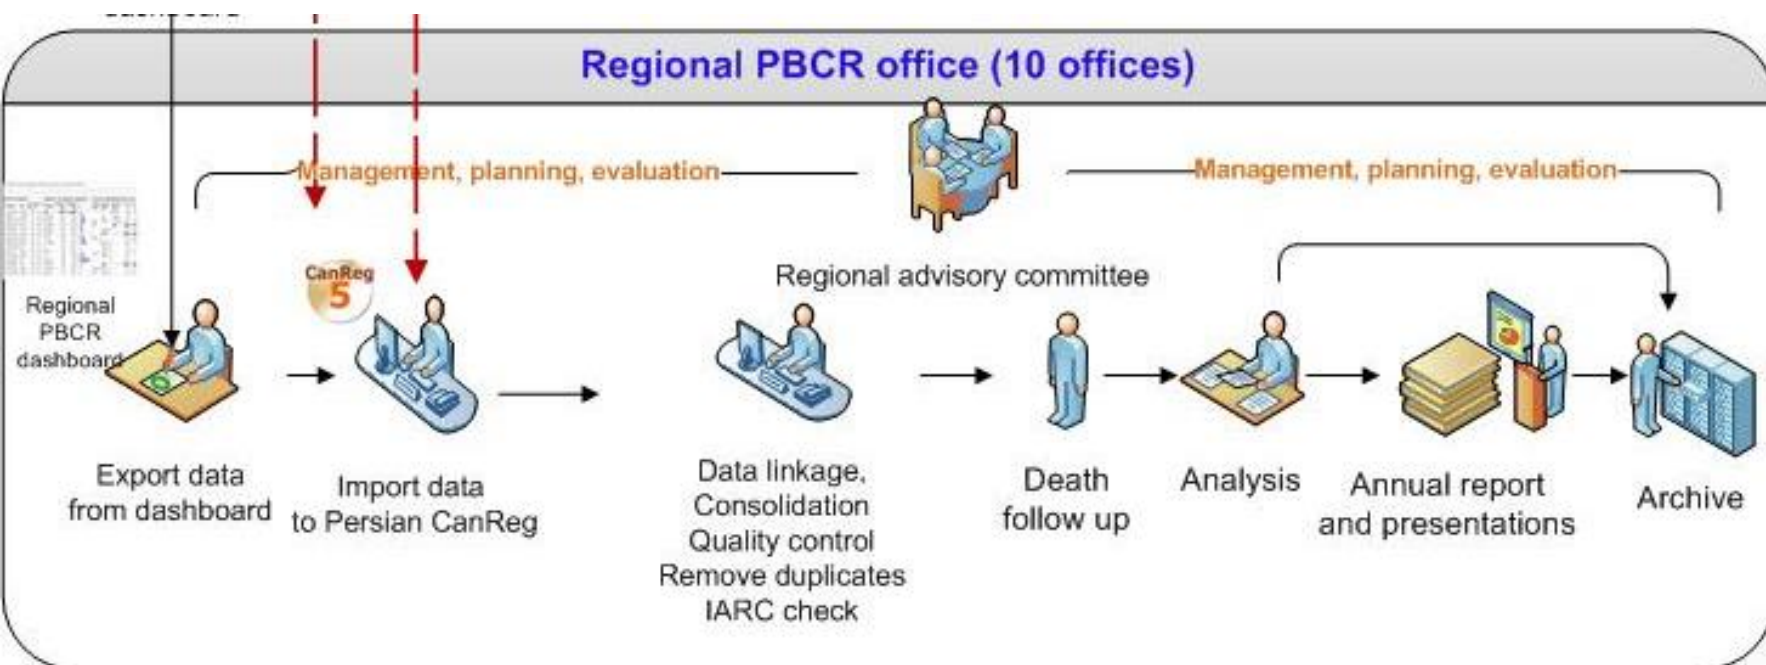 dashboard
Regional PBCR office (10 offices)
Management, planning, evaluation
Management, planning, evaluation
Regional advisory committee
CanReg
5
Regional
PBCR
dashboard
Export data
from dashboard
Import data
to Persian CanReg
Data linkage,
Consolidation
Quality control
Remove duplicates
IARC check
Death
follow up
Analysis
Annual report
and presentations
Archive